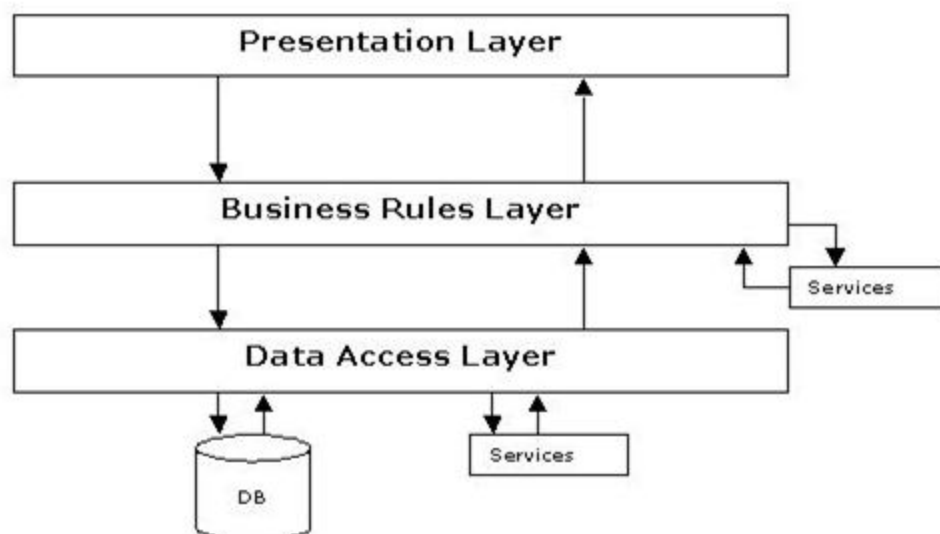 Presentation Layer
Business Rules Layer
Services
Data Access Layer
Services
DB